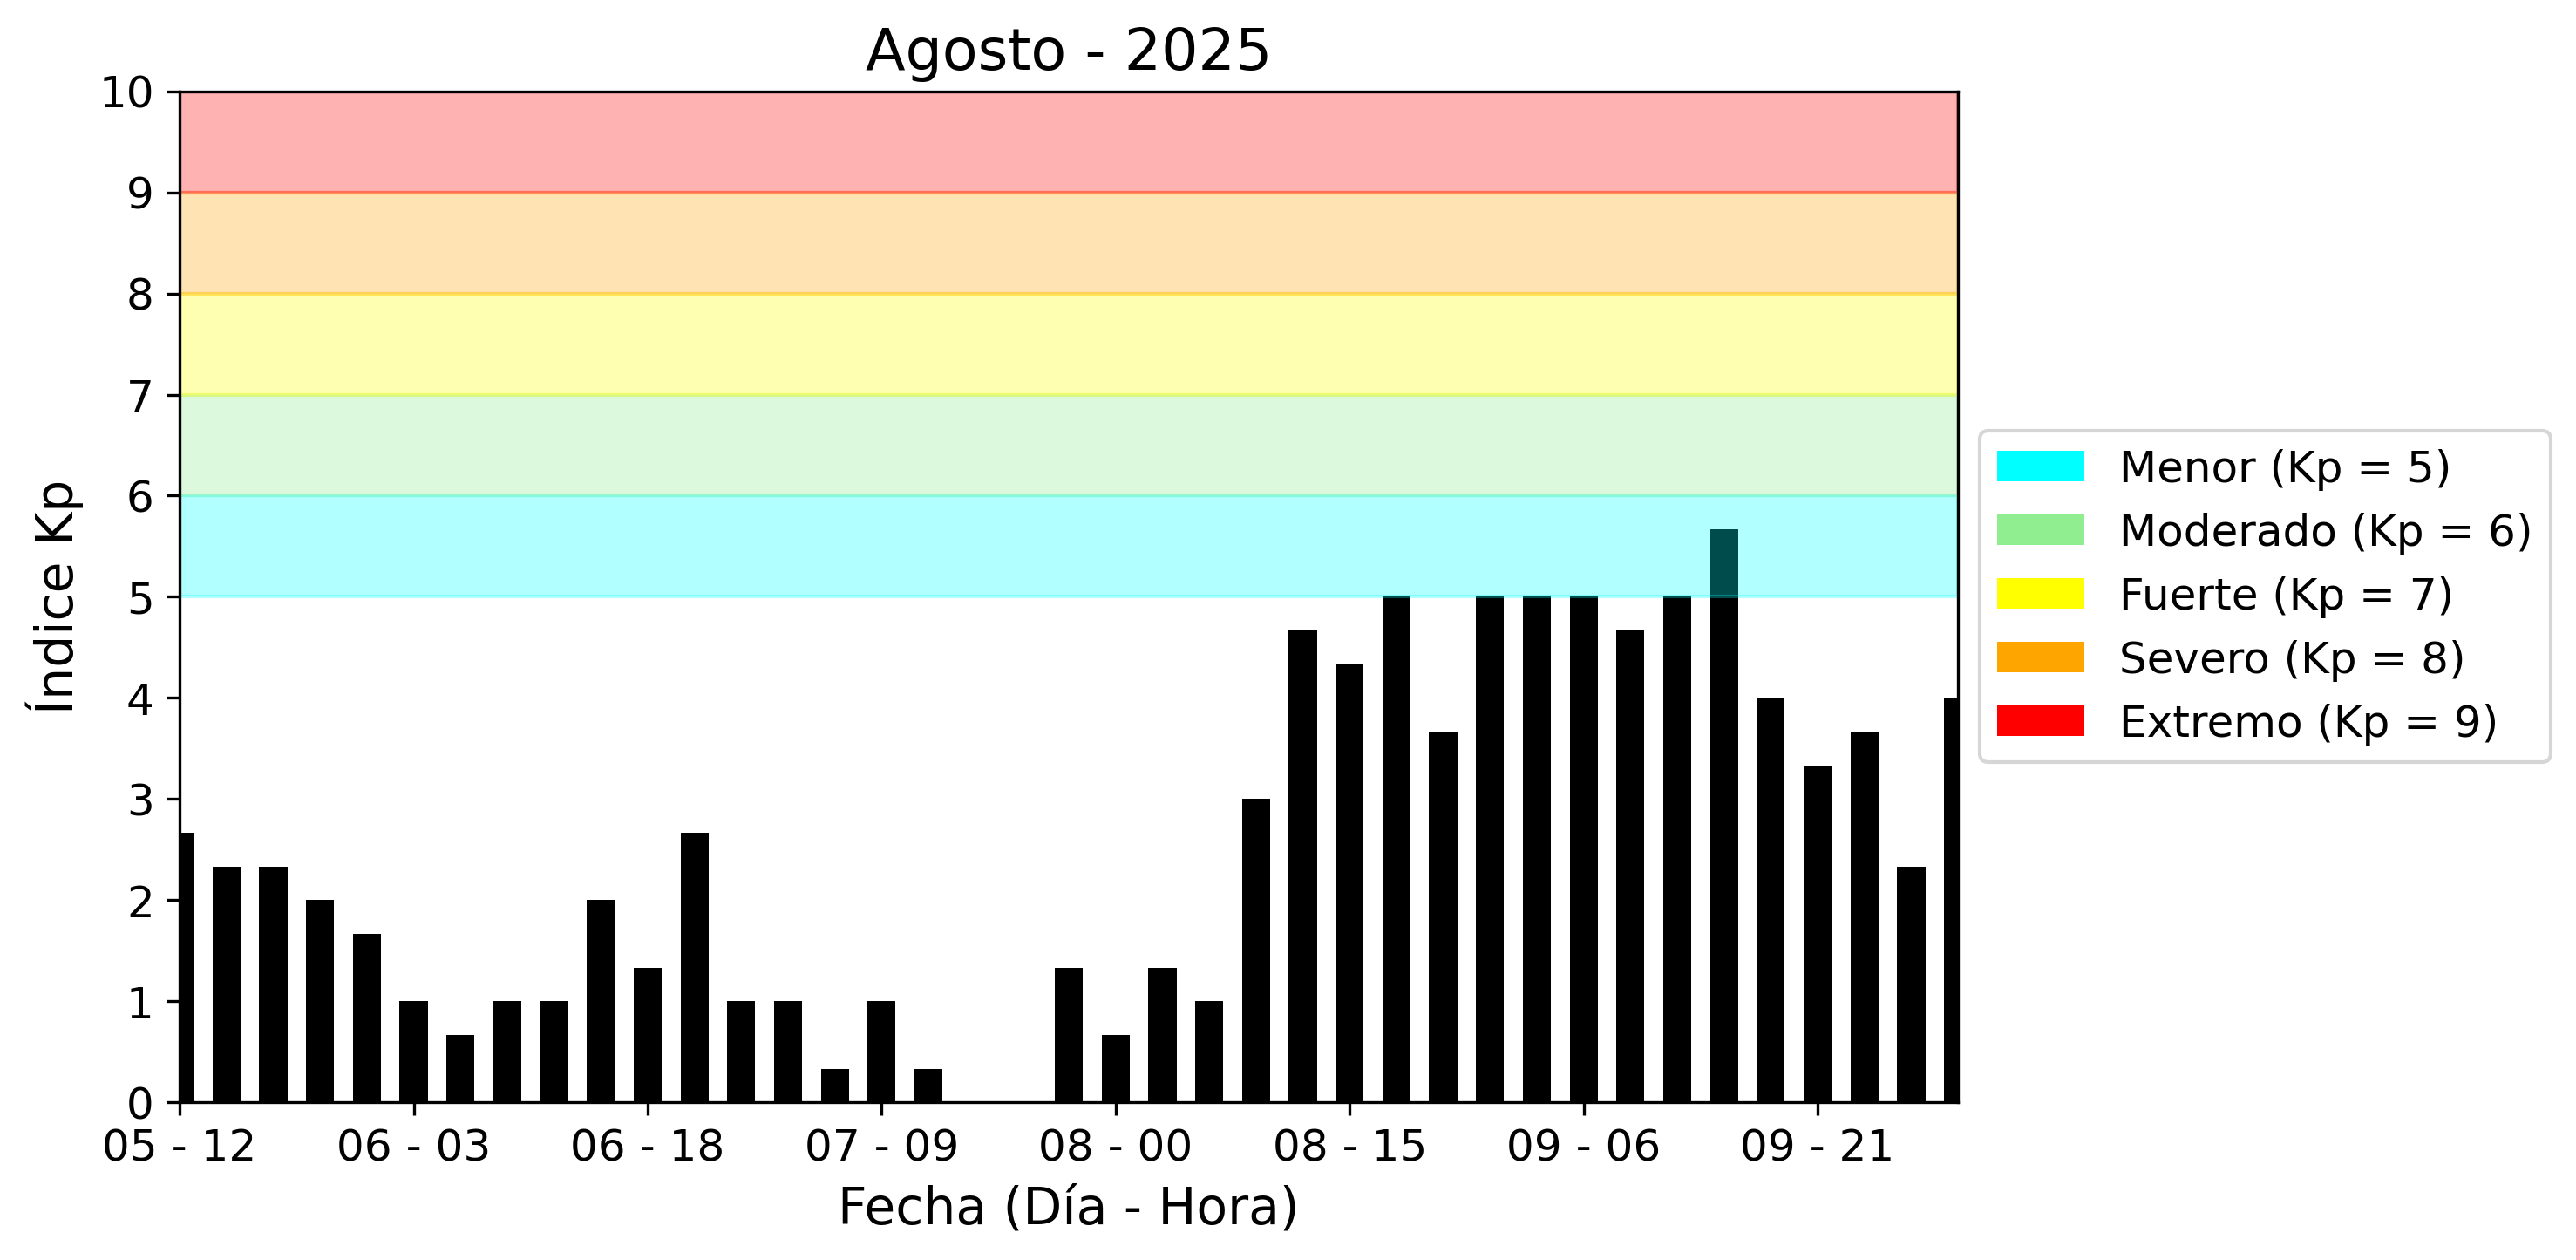 Agosto - 2025
Índice Kp
10
9
8
7
6
5
4
3
2
1
0
05 - 12
06 - 03
06 - 18
07 - 09
08 - 00
08 - 15
09 - 06
09 - 21
Fecha (Día - Hora)
Menor (Kp = 5)
Moderado (Kp = 6)
Fuerte (Kp = 7)
Severo (Kp = 8)
Extremo (Kp = 9)